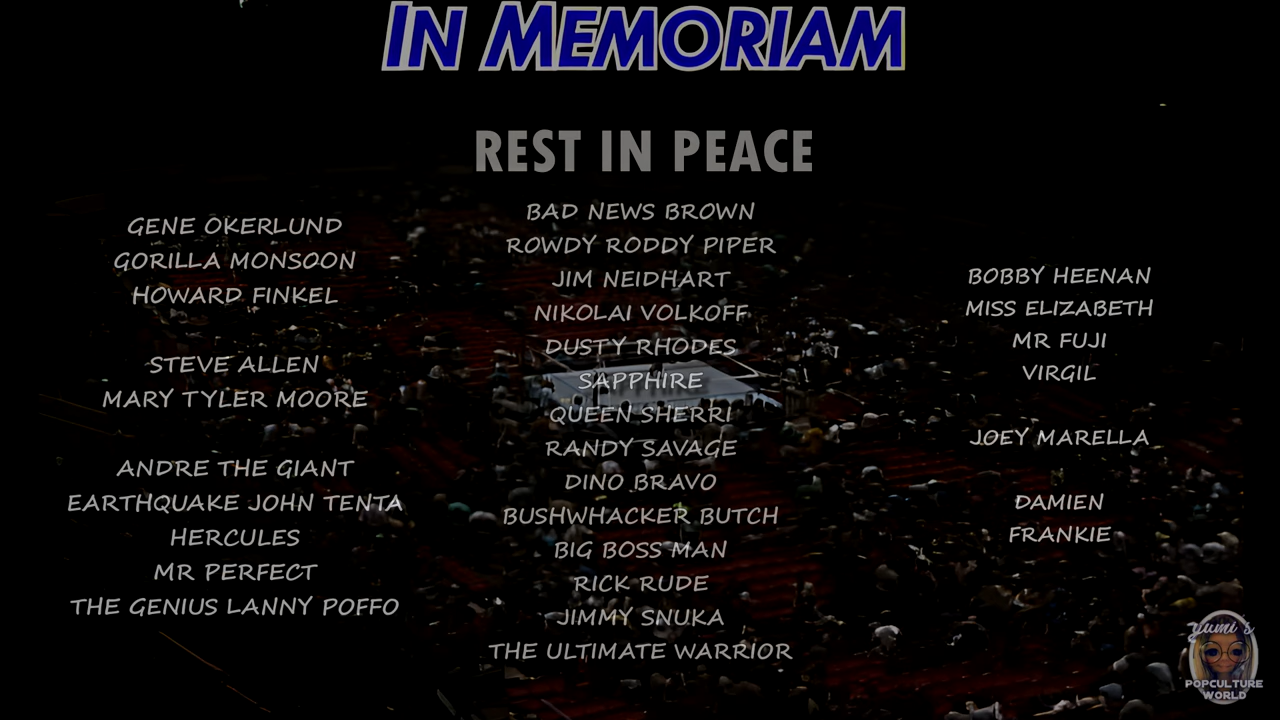 IN MEMORIAM
REST IN PEACE
GENE OKERLUND
GORILLA MONSOON
HOWARD FINKEL
STEVE ALLEN
MARY TYLER MOORE
ANDRE THE GIANT
EARTHQUAKE JOHN TENTA
HERCULES
MR PERFECT
THE GENIUS LANNY POFFO
BAD NEWS BROWN
ROWDY RODDY PIPER
JIM NEIDHART
NIKOLAI VOLKOFF
DUSTY RHODES
SAPPHIRE
QUEEN SHERRI
RANDY SAVAGE
DINO BRAVO
BUSHWHACKER BUTCH
BIG BOSS MAN
RICK RUDE
JIMMY SNUKA
THE ULTIMATE WARRIOR
BOBBY HEENAN
MISS ELIZABETH
MR FUJI
VIRGIL
JOEY MARELLA
DAMIEN
FRANKIE
Yumi's
POPCULTURE
WORLD